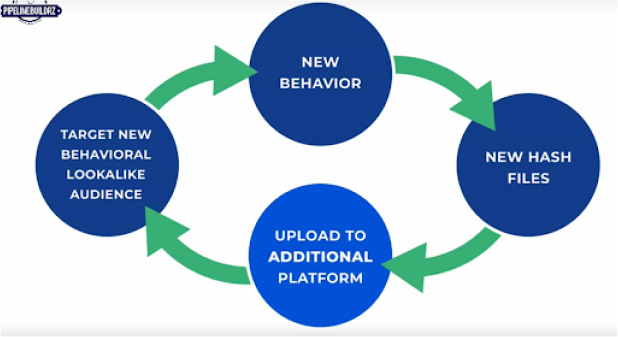 PIPELINEBUILDRZ
NEW
BEHAVIOR
NEW HASH
FILES
UPLOAD TO
ADDITIONAL
PLATFORM
TARGET NEW
BEHAVIORAL
LOOKALIKE
AUDIENCE